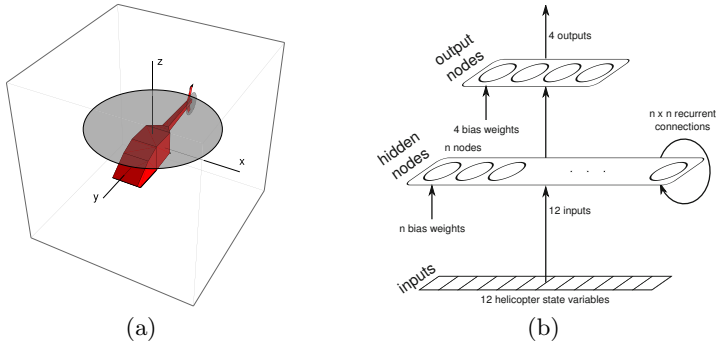 z
x
y
(a)
4 outputs
output
nodes
4 bias weights
n x n recurrent
connections
hidden
nodes
n nodes
. . .
n bias weights
12 inputs
inputs
12 helicopter state variables
(b)